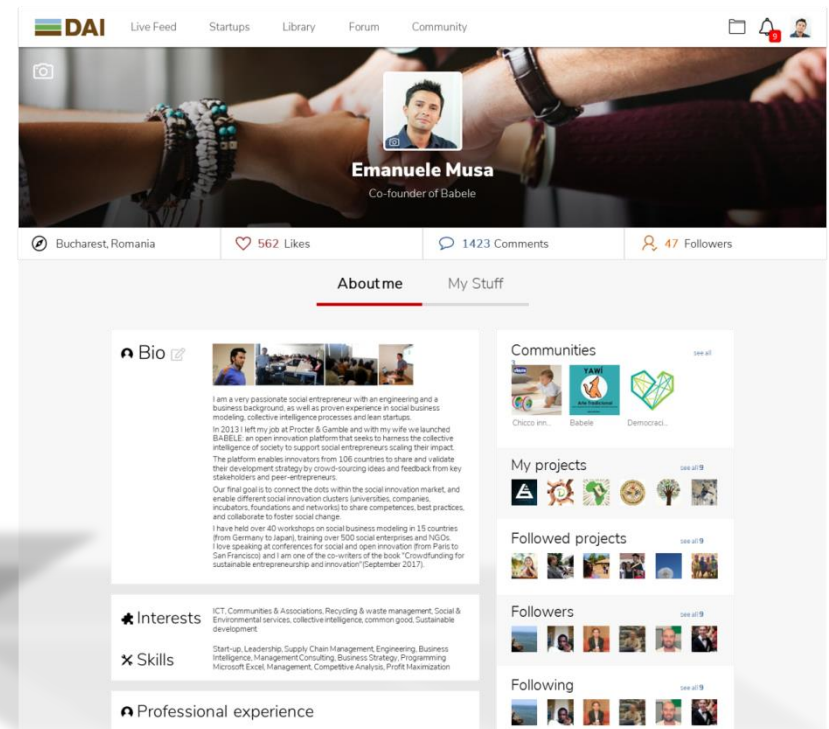 DAI
Live Feed Startups Library Forum Community
9
Emanuele Musa
Co-founder of Babele
Bucharest, Romania
562 Likes
1423 Comments
47 Followers
About me My Stuff
Bio
I am a very passionate social entrepreneur with an engineering and a
business background, as well as proven experience in social business
modeling, collective intelligence processes and lean startups.
In 2013 I left my job at Procter & Gamble and with my wife we launched
BABELE: an open innovation platform that seeks to harness the collective
intelligence of society to support social entrepreneurs scaling their impact.
The platform enables innovators from 106 countries to share and validate
their development strategy by crowd-sourcing ideas and feedback from key
stakeholders and peer-entrepreneurs.
Our final goal is to connect the dots within the social innovation market, and
enable different social innovation clusters (universities, companies,
incubators, foundations and networks) to share competences, best practices,
and collaborate to foster social change.
I have held over 40 workshops on social business modeling in 15 countries
(from Germany to Japan), training over 500 social enterprises and NGOs.
I love speaking at conferences for social and open innovation (from Paris to
San Francisco) and I am one of the co-writers of the book "Crowdfunding for
sustainable entrepreneurship and innovation"(September 2017).
Interests
ICT, Communities & Associations, Recycling & waste management, Social &
Environmental services, collective intelligence, common good, Sustainable
development
Skills
Start-up, Leadership, Supply Chain Management, Engineering, Business
Intelligence, Management Consulting, Business Strategy, Programming
Microsoft Excel, Management, Competitive Analysis, Profit Maximization
Professional experience
Communities
see all
YAWI
Arte Tradicional
Chicco inn.. Babele Democraci..
My projects
see all 9
Followed projects
see all 9
Followers
see all 9
Following
see all 9